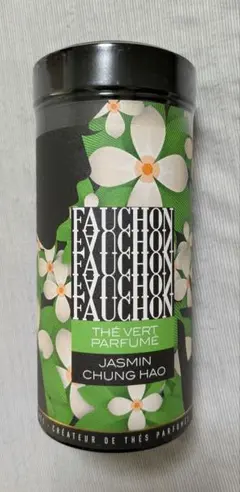 FAUCHON
FAUCHON
FAUCHON
FAUCHON
FAUCHON
THÉ VERT
PARFUMÉ
JASMIN
CHUNG HAO
CRÉATEUR DE THÉS PARFUMÉS